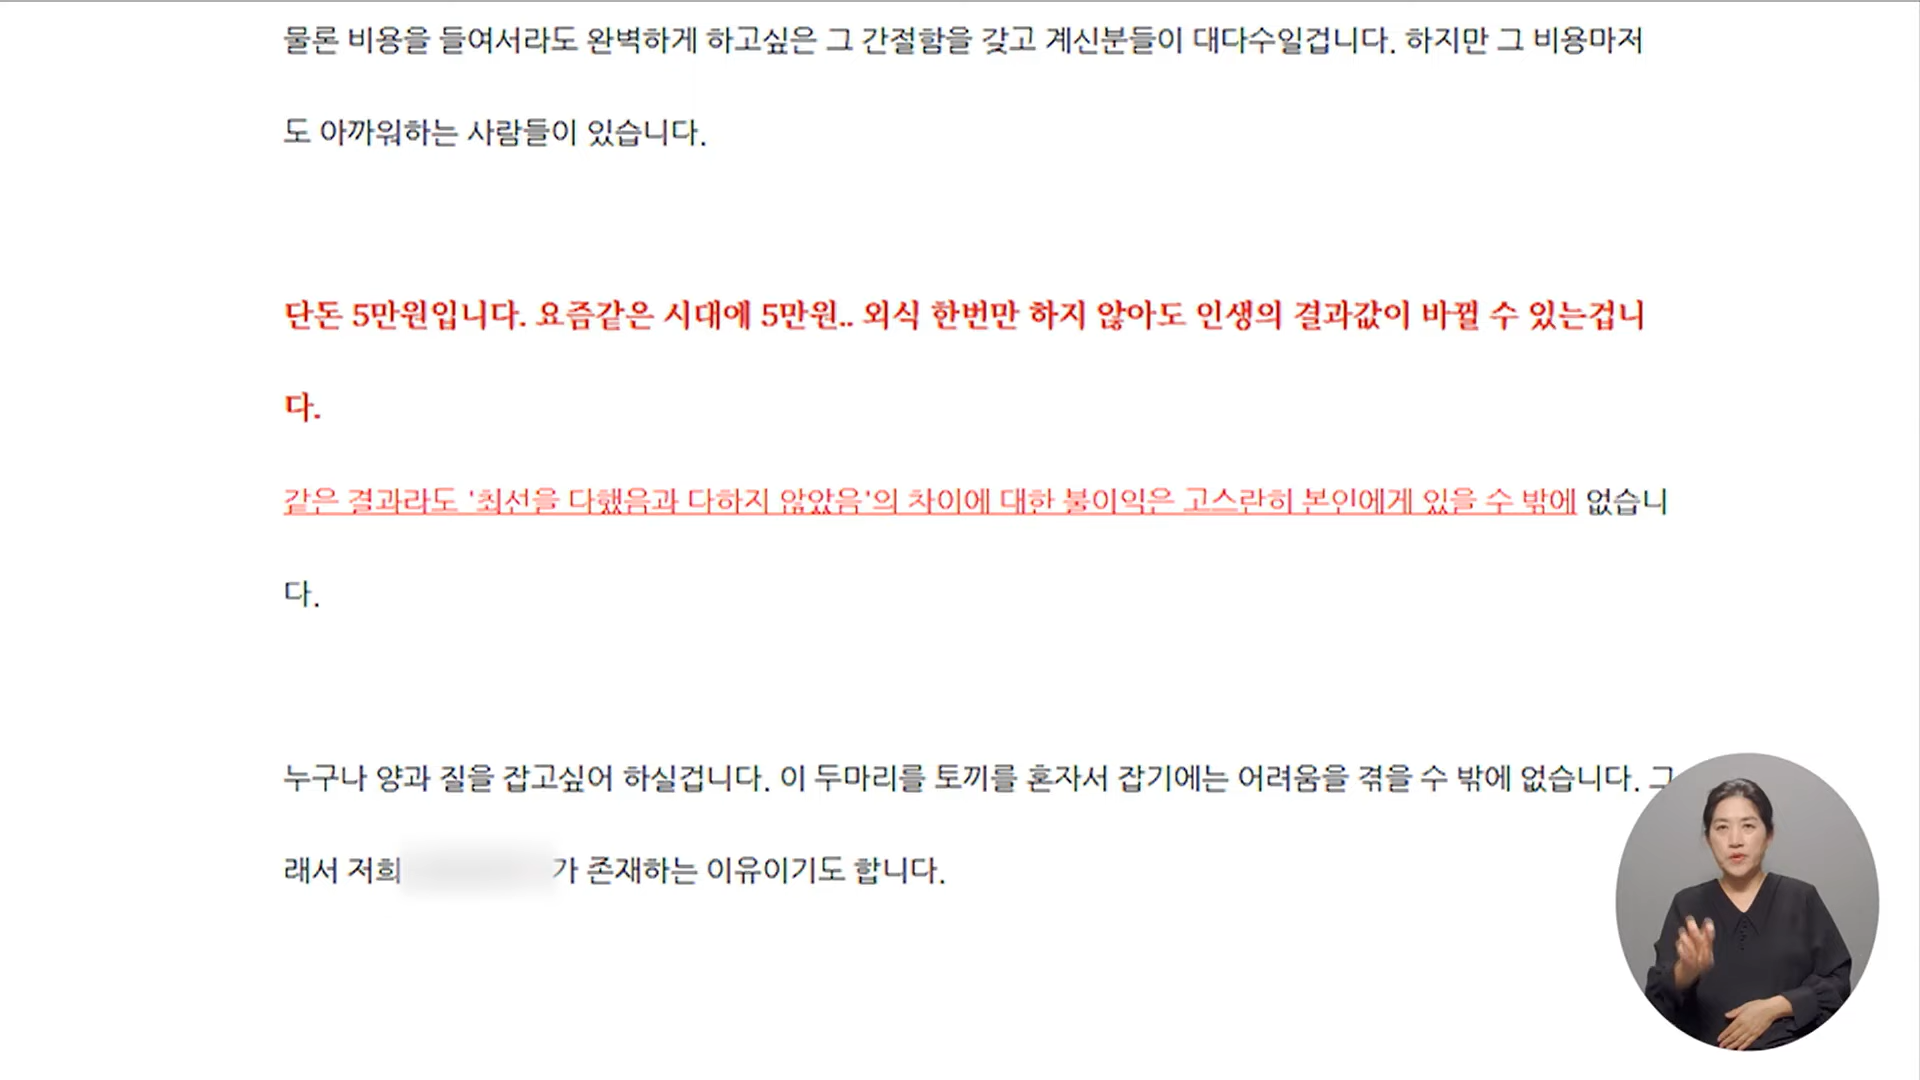 물론 비용을 들여서라도 완벽하게 하고싶은 그 간절함을 갖고 계신분들이 대다수일겁니다. 하지만 그 비용마저
도 아까워하는 사람들이 있습니다.
단돈 5만원입니다. 요즘같은 시대에 5만원.. 외식 한번만 하지 않아도 인생의 결과값이 바뀔 수 있는겁니
다.
같은 결과라도 '최선을 다했음과 다하지 않았음'의 차이에 대한 불이익은 고스란히 본인에게 있을 수 밖에 없습니
다.
누구나 양과 질을 잡고싶어 하실겁니다. 이 두마리를 토끼를 혼자서 잡기에는 어려움을 겪을 수 밖에 없습니다. 그
래서 저희 가 존재하는 이유이기도 합니다.